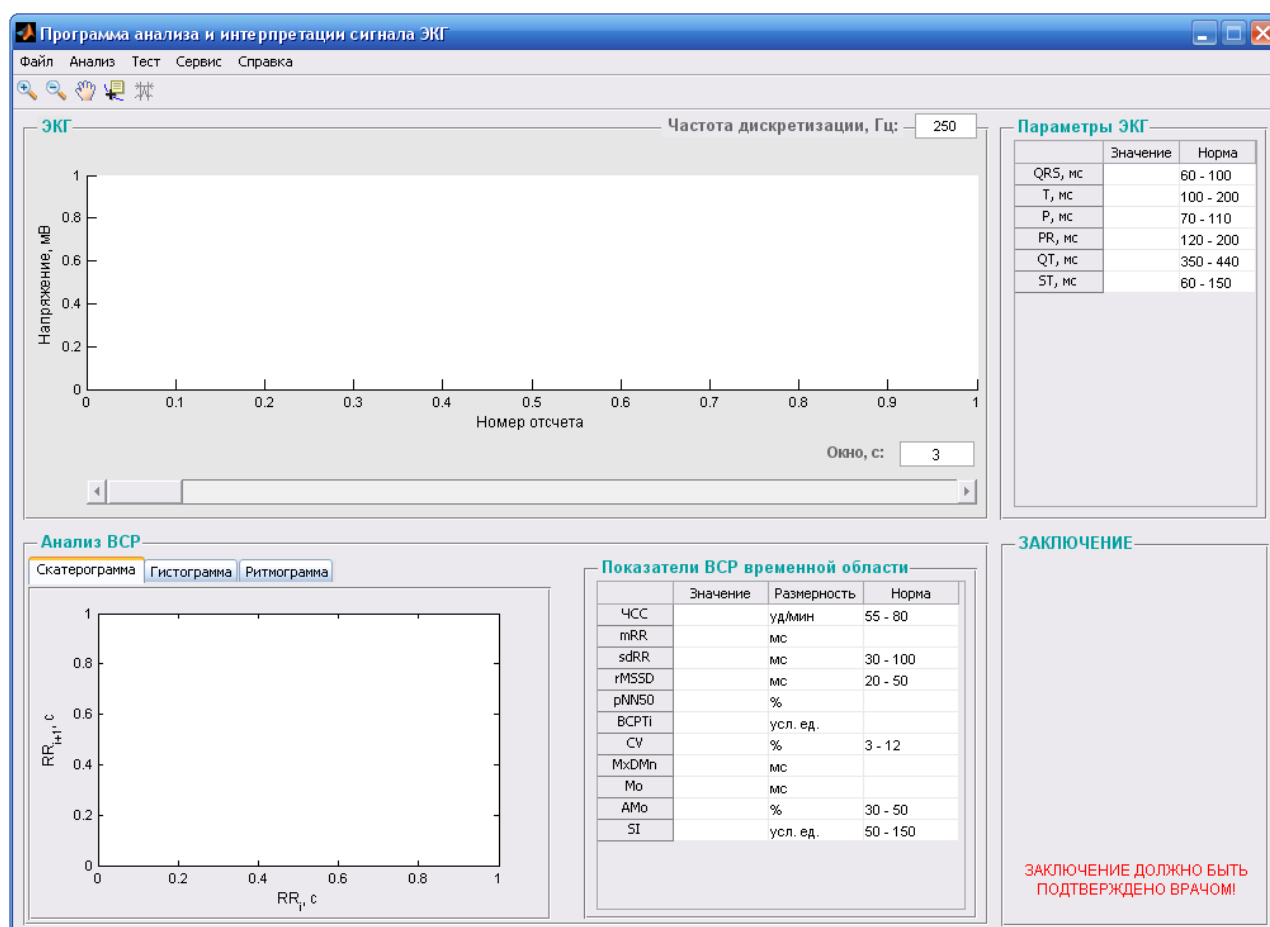 Программа анализа и интерпретации сигнала ЭКГ
Файл Анализ Тест Сервис Справка
ЭКГ
Частота дискретизации, Гц: 250
1
0.8
0.6
0.4
0.2
0
Напряжение, мВ
0 0.1 0.2 0.3 0.4 0.5 0.6 0.7 0.8 0.9 1
Номер отсчета
Окно, с: 3
Параметры ЭКГ
Значение Норма
QRS, мс 60 - 100
T, мс 100 - 200
P, мс 70 - 110
PR, мс 120 - 200
QT, мс 350 - 440
ST, мс 60 - 150
Анализ ВСР
Скатерограмма Гистограмма Ритмограмма
1
0.8
0.6
0.4
0.2
0
RRi+1, с
0 0.2 0.4 0.6 0.8 1
RRi, с
Показатели ВСР временной области
Значение Размерность Норма
ЧСС уд/мин 55 - 80
mRR мс
sdRR мс 30 - 100
rMSSD мс 20 - 50
pNN50 %
ВСРТi усл. ед.
CV % 3 - 12
MxDMn мс
Mo мс
AMo % 30 - 50
SI усл. ед. 50 - 150
ЗАКЛЮЧЕНИЕ
ЗАКЛЮЧЕНИЕ ДОЛЖНО БЫТЬ
ПОДТВЕРЖДЕНО ВРАЧОМ!